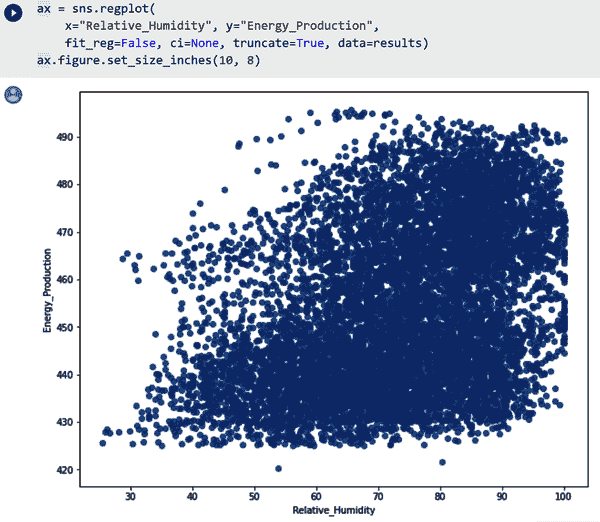 ax = sns.regplot(
x="Relative_Humidity", y="Energy_Production",
fit_reg=False, ci=None, truncate=True, data=results)
ax.figure.set_size_inches(10, 8)
490
480
470
460
450
440
430
420
Energy_Production
30 40 50 60 70 80 90 100
Relative_Humidity